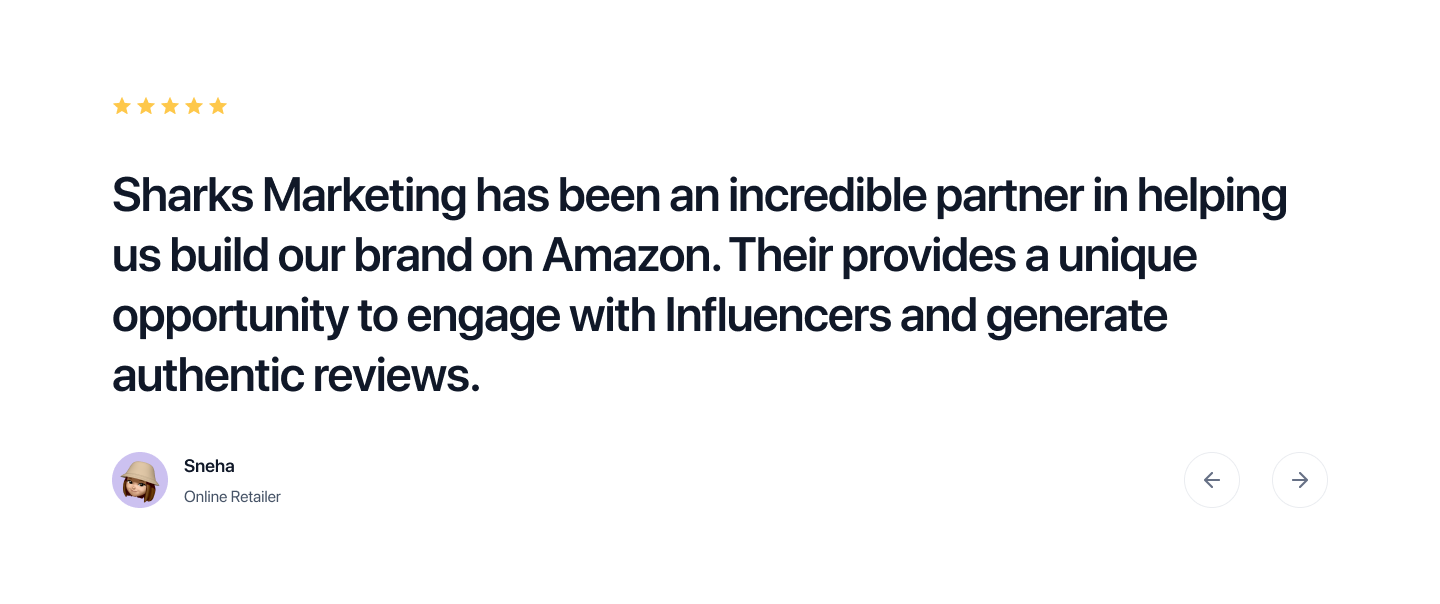 Sharks Marketing has been an incredible partner in helping
us build our brand on Amazon. Their provides a unique
opportunity to engage with Influencers and generate
authentic reviews.
Sneha
Online Retailer